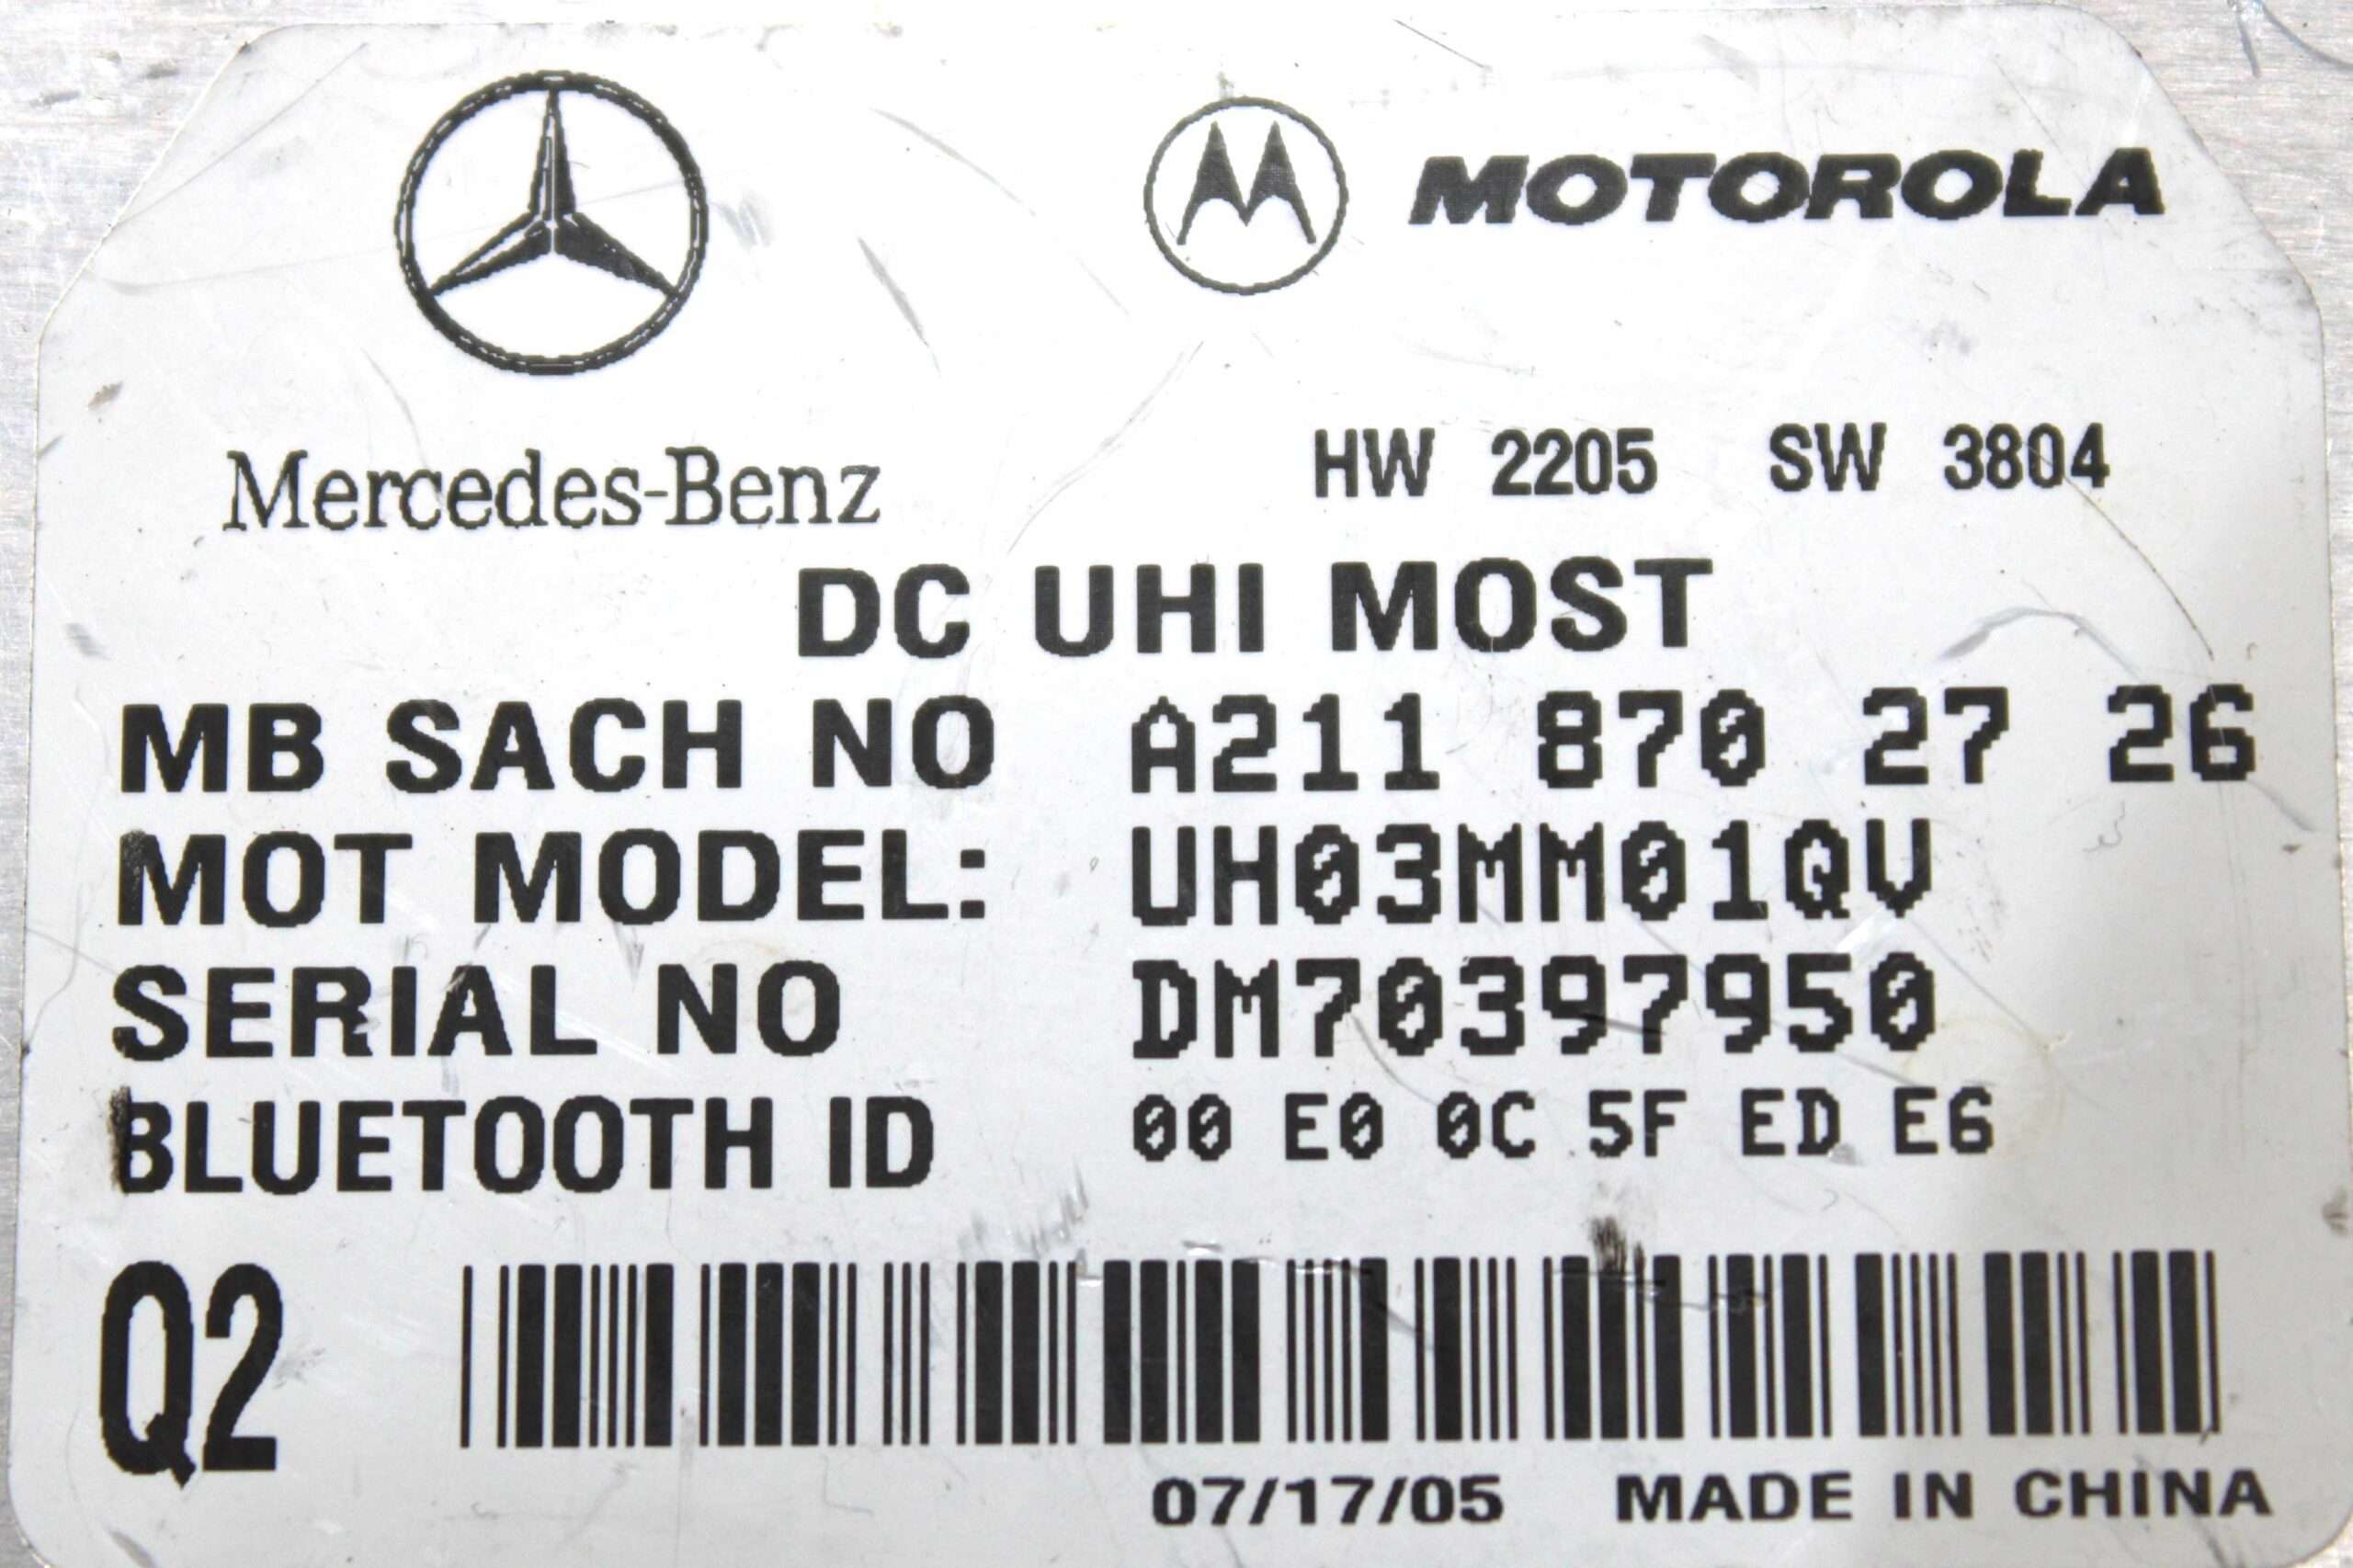 MOTOROLA
Mercedes-Benz
HW 2205 SW 3804
DC UHI MOST
MB SACH NO A211 870 27 26
MOT MODEL: UH03MM01QV
SERIAL NO DM70397950
BLUETOOTH ID 00 E0 0C 5F ED E6
Q2
07/17/05 MADE IN CHINA